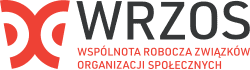 WRZOS
WSPÓLNOTA ROBOCZA ZWIĄZKÓW
ORGANIZACJI SPOŁECZNYCH